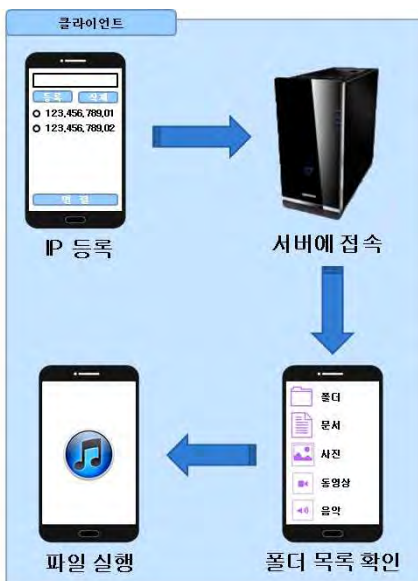 클라이언트
등록 삭제
123,456,789,01
123,456,789,02
연 결
IP 등록
서버에 접속
폴더
문서
사진
동영상
음악
파일 실행
폴더 목록 확인